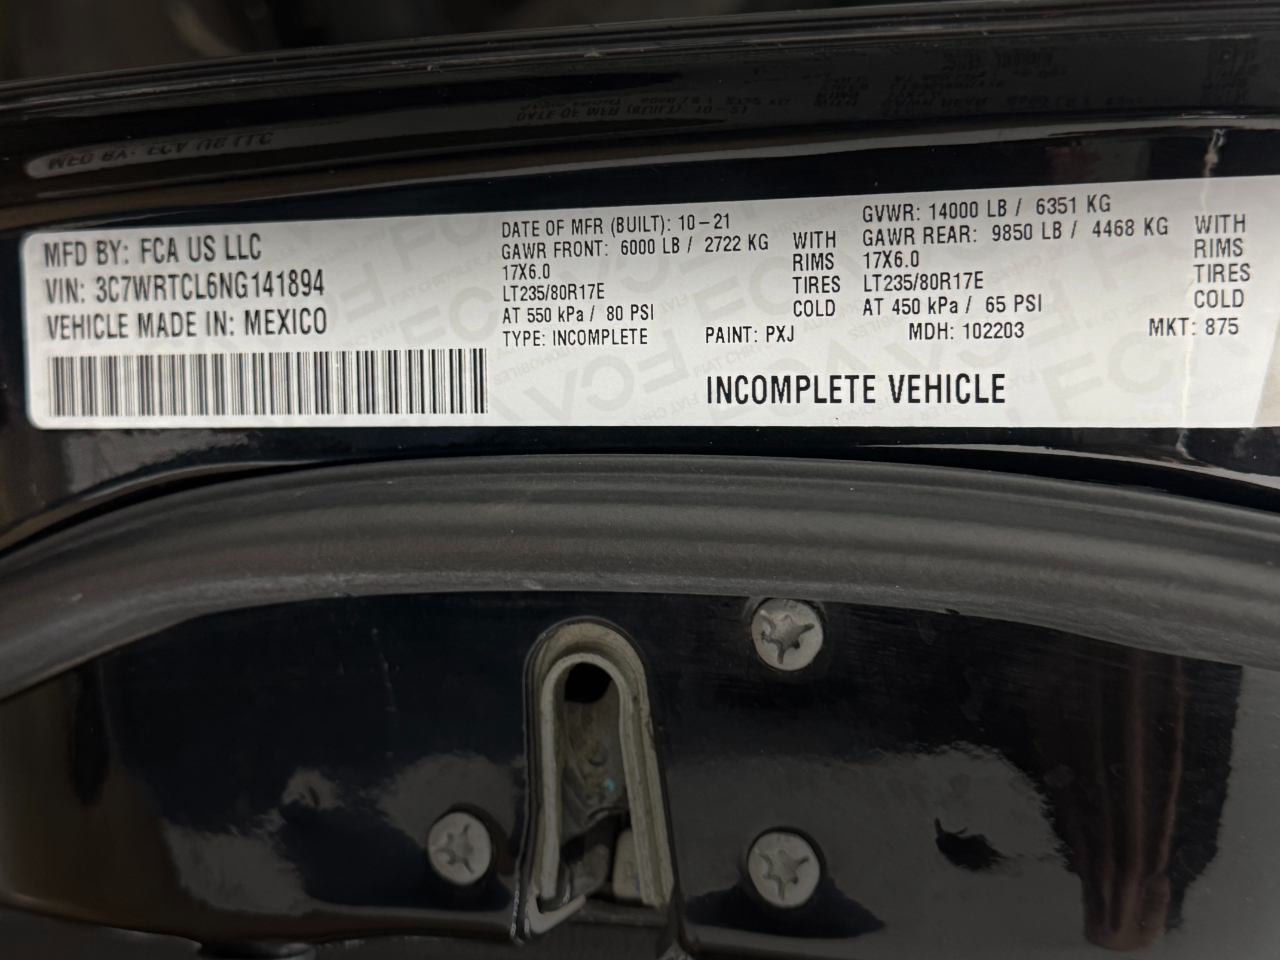 MFD BY: FCA US LLC
VIN: 3C7WRTCL6NG141894
VEHICLE MADE IN: MEXICO
DATE OF MFR (BUILT): 10-21
GAWR FRONT: 6000 LB / 2722 KG WITH
17X6.0 RIMS
LT235/80R17E TIRES
AT 550 kPa / 80 PSI COLD
GVWR: 14000 LB / 6351 KG
GAWR REAR: 9850 LB / 4468 KG WITH
17X6.0 RIMS
LT235/80R17E TIRES
AT 450 kPa / 65 PSI COLD
TYPE: INCOMPLETE PAINT: PXJ MDH: 102203 MKT: 875
INCOMPLETE VEHICLE